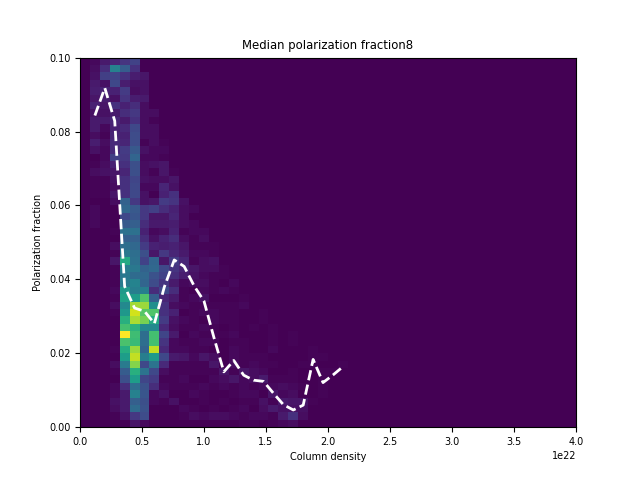 Median polarization fraction8
0.10
0.08
0.06
0.04
0.02
0.00
Polarization fraction
0.0 0.5 1.0 1.5 2.0 2.5 3.0 3.5 4.0
Column density
1e22